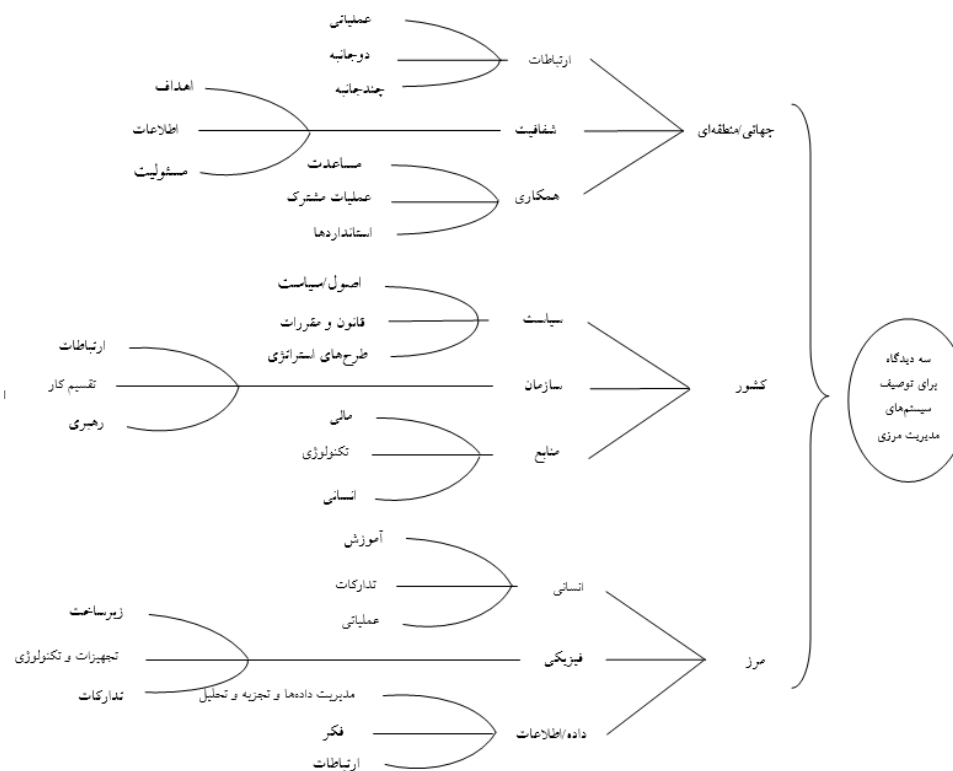 سه دیدگاه
برای توصیف
سیستم‌های
مدیریت مرزی
جهانی/منطقه‌ای
ارتباطات
عملیاتی
دوجانبه
چندجانبه
شفافیت
اهداف
اطلاعات
مسئولیت
همکاری
مساعدت
عملیات مشترک
استانداردها
کشور
سیاست
اصول/سیاست
قانون و مقررات
طرح‌های استراتژی
سازمان
ارتباطات
تقسیم کار
رهبری
منابع
مالی
تکنولوژی
انسانی
مرز
انسانی
آموزش
تدارکات
عملیاتی
فیزیکی
زیرساخت
تجهیزات و تکنولوژی
تدارکات
داده/اطلاعات
مدیریت داده‌ها و تجزیه و تحلیل
فکر
ارتباطات
ا